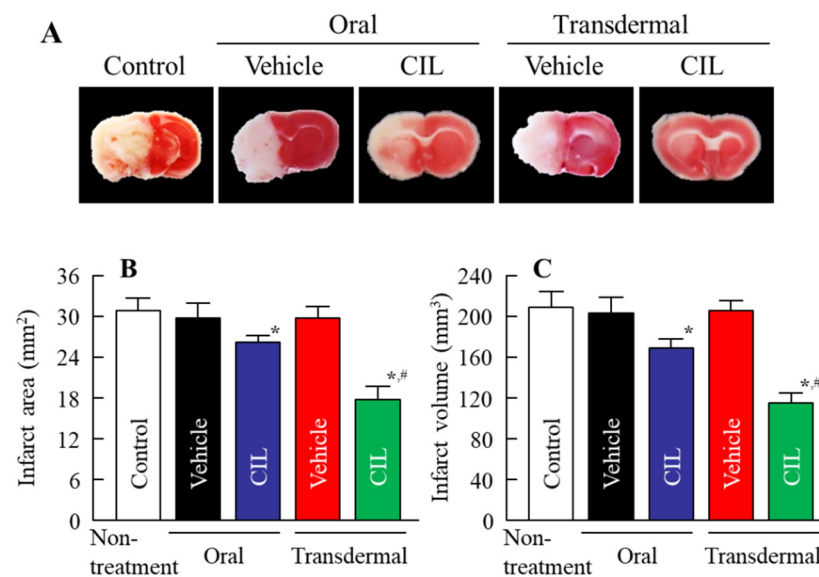 A
Oral
Transdermal
Control
Vehicle
CIL
Vehicle
CIL
B
Infarct area (mm²)
36
30
24
18
12
6
0
Control
Vehicle
*
CIL
Vehicle
*,#
CIL
Non-
treatment
Oral
Transdermal
C
Infarct volume (mm³)
240
200
160
120
80
40
0
Control
Vehicle
*
CIL
Vehicle
*,#
CIL
Non-
treatment
Oral
Transdermal